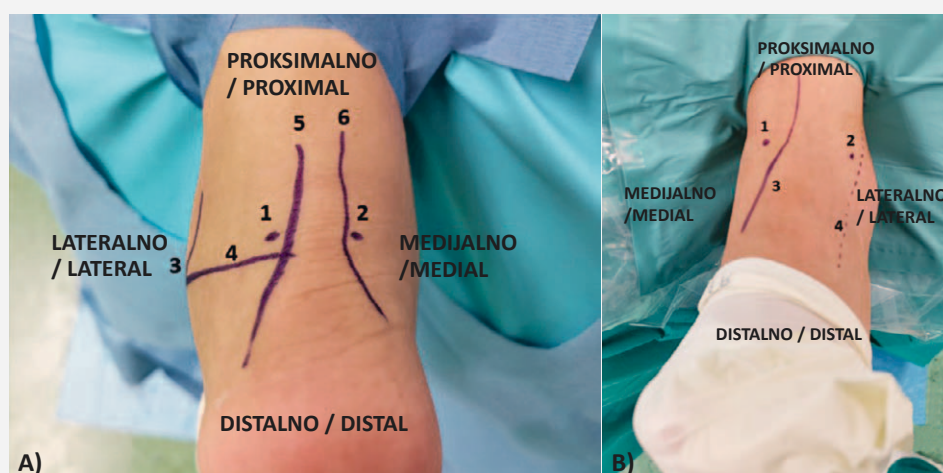 PROKSIMALNO
/ PROXIMAL
5
6
1
2
LATERALNO
/ LATERAL
3
4
MEDIJALNO
/MEDIAL
DISTALNO / DISTAL
A)
PROKSIMALNO
/ PROXIMAL
1
2
3
MEDIJALNO
/MEDIAL
LATERALNO
/ LATERAL
4
DISTALNO / DISTAL
B)